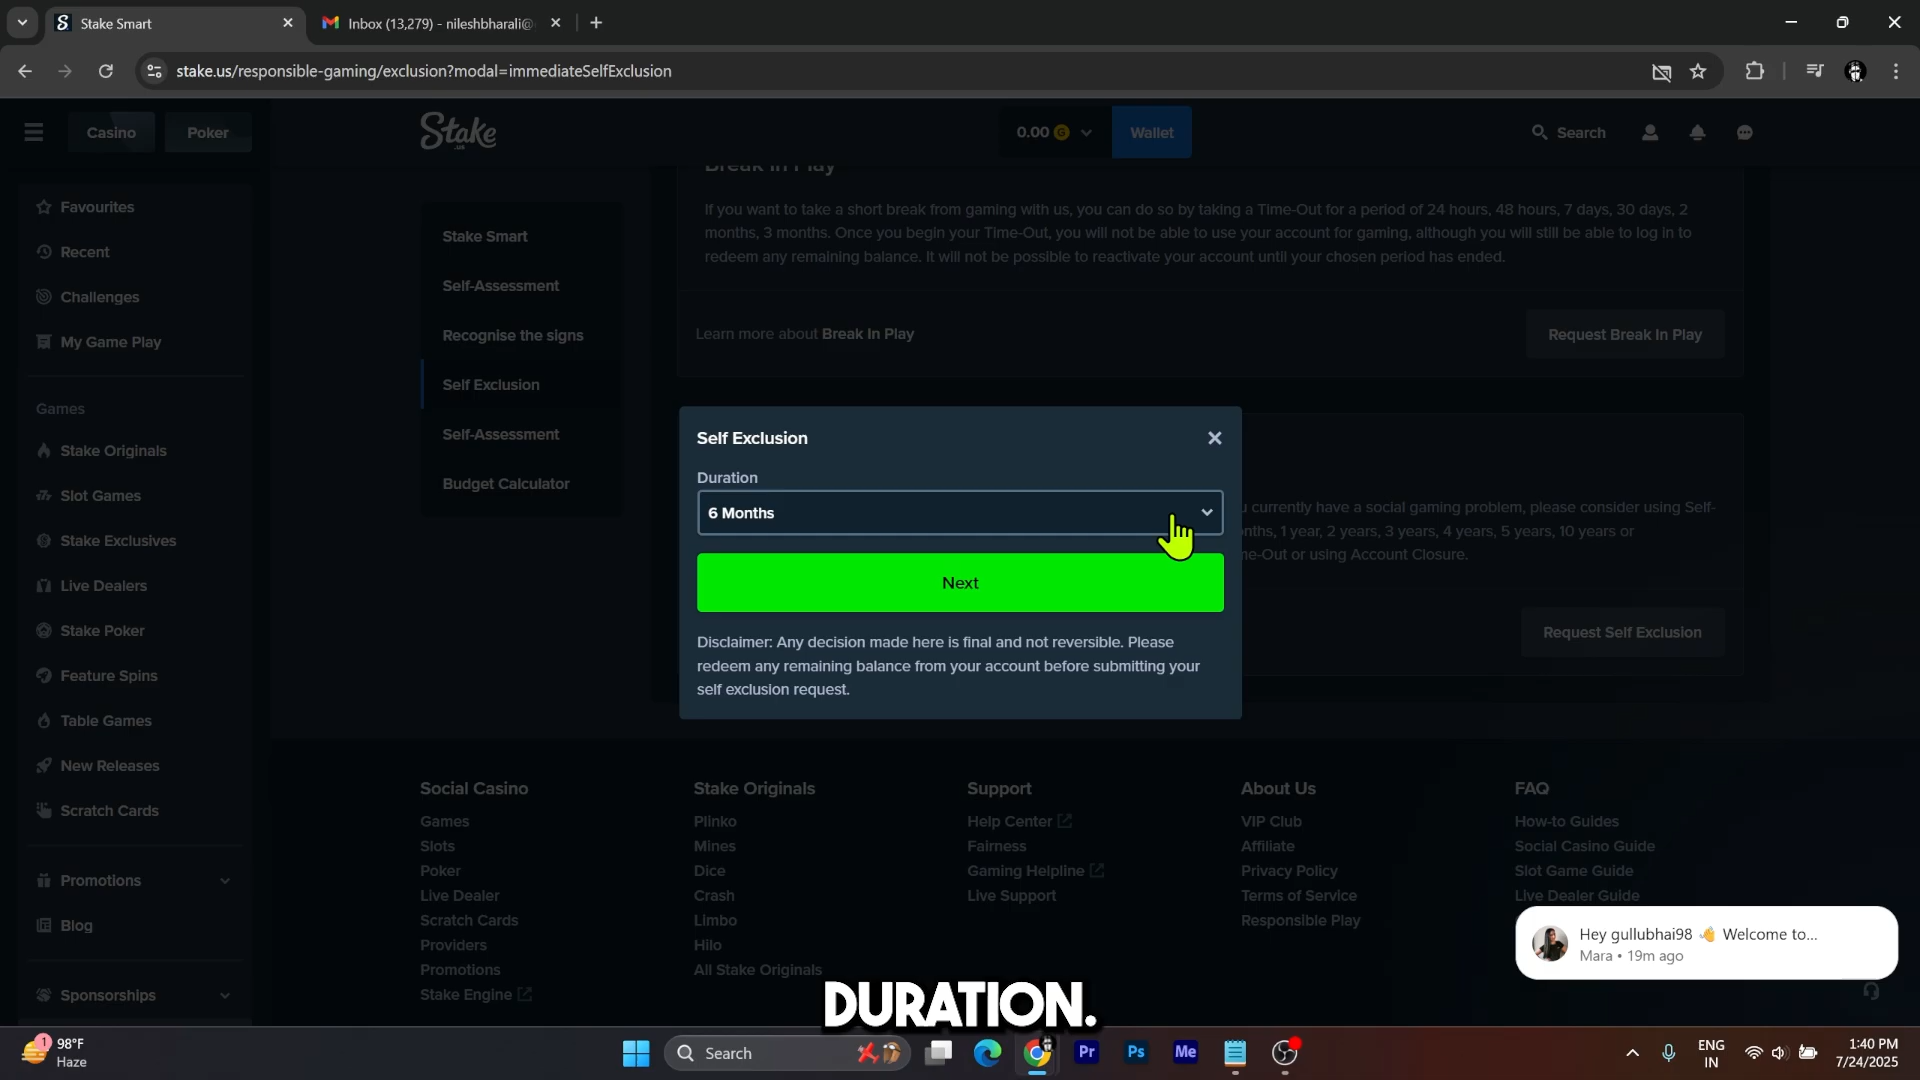 Stake Smart
Inbox (13,279) - nileshbharali@
stake.us/responsible-gaming/exclusion?modal=immediateSelfExclusion
Casino
Poker
Stake
.us
0.00
Wallet
Search
Favourites
Recent
Challenges
My Game Play
Games
Stake Originals
Slot Games
Stake Exclusives
Live Dealers
Stake Poker
Feature Spins
Table Games
New Releases
Scratch Cards
Promotions
Blog
Sponsorships
Stake Smart
Self-Assessment
Recognise the signs
Self Exclusion
Self-Assessment
Budget Calculator
Break In Play
If you want to take a short break from gaming with us, you can do so by taking a Time-Out for a period of 24 hours, 48 hours, 7 days, 30 days, 2
months, 3 months. Once you begin your Time-Out, you will not be able to use your account for gaming, although you will still be able to log in to
redeem any remaining balance. It will not be possible to reactivate your account until your chosen period has ended.
Learn more about Break In Play
Request Break In Play
currently have a social gaming problem, please consider using Self-
nths, 1 year, 2 years, 3 years, 4 years, 5 years, 10 years or
ne-Out or using Account Closure.
Request Self Exclusion
Self Exclusion
Duration
6 Months
Next
Disclaimer: Any decision made here is final and not reversible. Please
redeem any remaining balance from your account before submitting your
self exclusion request.
Social Casino
Games
Slots
Poker
Live Dealer
Scratch Cards
Providers
Promotions
Stake Engine
Stake Originals
Plinko
Mines
Dice
Crash
Limbo
Hilo
All Stake Originals
Support
Help Center
Fairness
Gaming Helpline
Live Support
About Us
VIP Club
Affiliate
Privacy Policy
Terms of Service
Responsible Play
FAQ
How-to Guides
Social Casino Guide
Slot Game Guide
Live Dealer Guide
Hey gullubhai98 👋 Welcome to...
Mara • 19m ago
DURATION.
1
98°F
Haze
Search
Pr
Ps
Me
ENG
IN
1:40 PM
7/24/2025